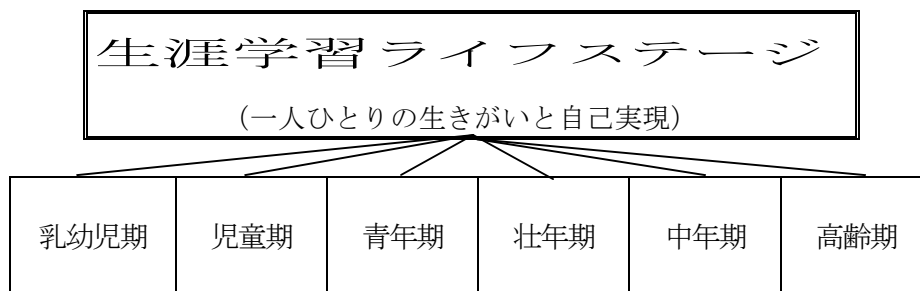 生涯学習ライフステージ
（一人ひとりの生きがいと自己実現）
乳幼児期
児童期
青年期
壮年期
中年期
高齢期